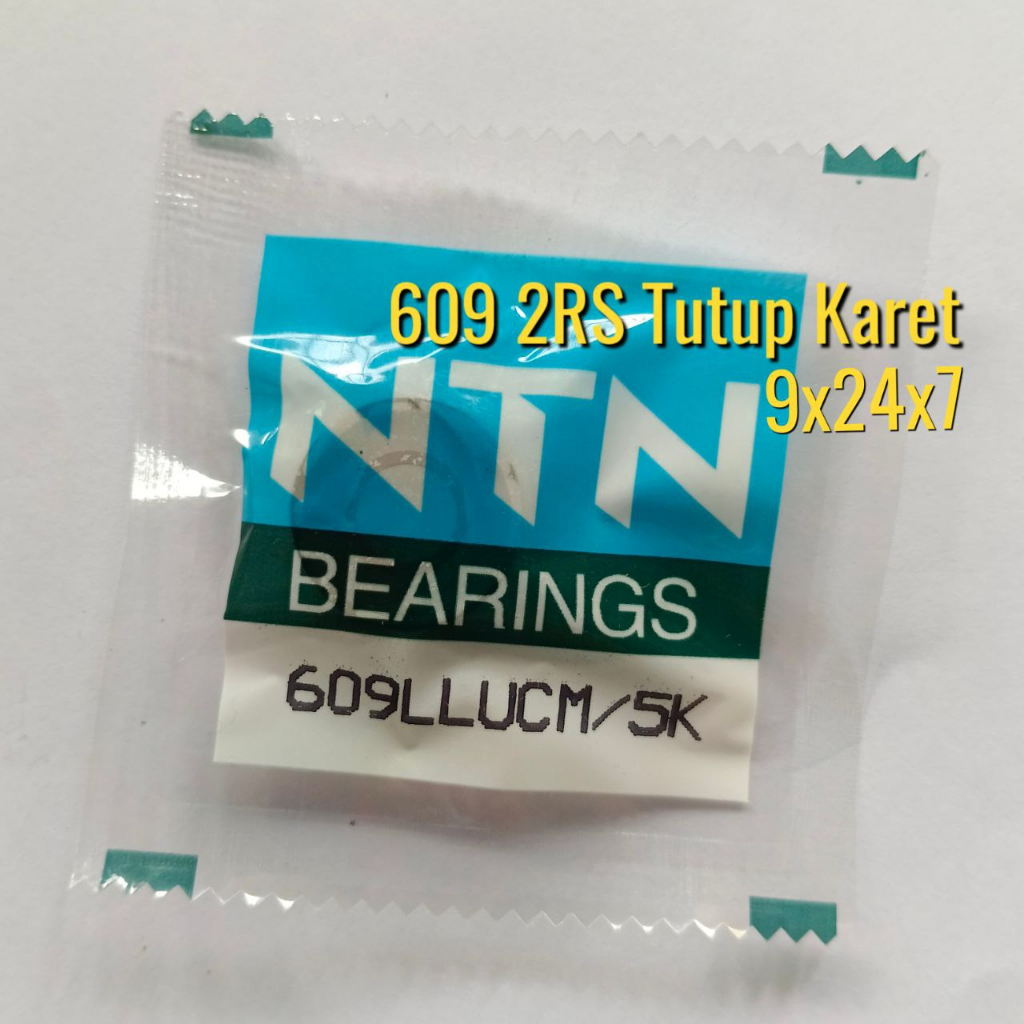 609 2RS Tutup Karet
9x24x7
NTN
BEARINGS
609LLUCM/5K